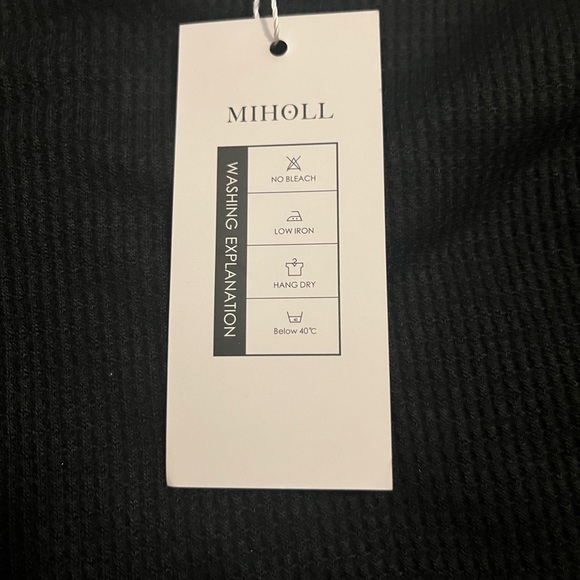 MIHOLL
WASHING EXPLANATION
NO BLEACH
LOW IRON
HANG DRY
Below 40℃